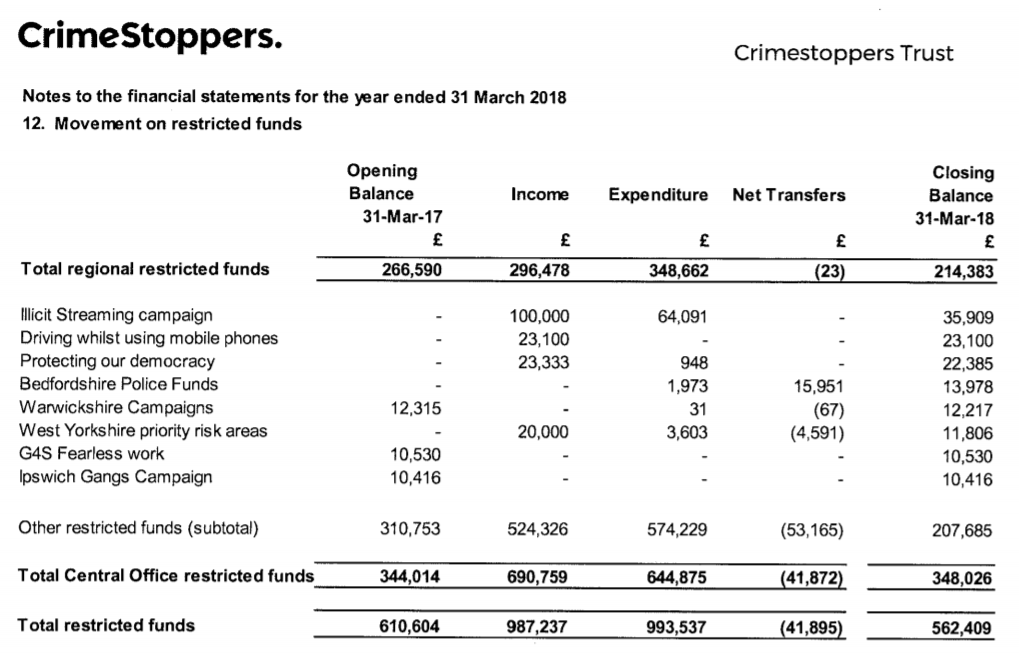 CrimeStoppers.
Crimestoppers Trust
Notes to the financial statements for the year ended 31 March 2018
12. Movement on restricted funds
Opening Balance 31-Mar-17 £ Income £ Expenditure £ Net Transfers £ Closing Balance 31-Mar-18 £
Total regional restricted funds 266,590 296,478 348,662 (23) 214,383
Illicit Streaming campaign - 100,000 64,091 - 35,909
Driving whilst using mobile phones - 23,100 - - 23,100
Protecting our democracy - 23,333 948 - 22,385
Bedfordshire Police Funds - - 1,973 15,951 13,978
Warwickshire Campaigns 12,315 - 31 (67) 12,217
West Yorkshire priority risk areas - 20,000 3,603 (4,591) 11,806
G4S Fearless work 10,530 - - - 10,530
Ipswich Gangs Campaign 10,416 - - - 10,416
Other restricted funds (subtotal) 310,753 524,326 574,229 (53,165) 207,685
Total Central Office restricted funds 344,014 690,759 644,875 (41,872) 348,026
Total restricted funds 610,604 987,237 993,537 (41,895) 562,409